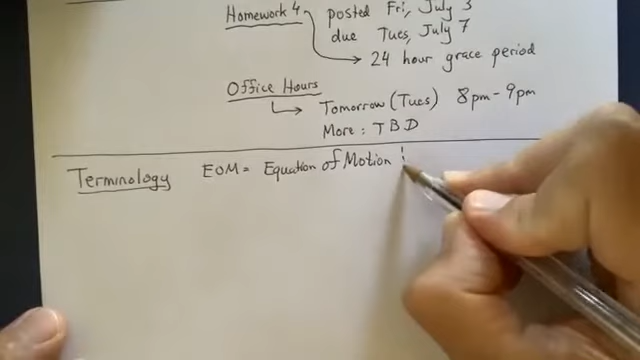 Homework 4 posted Fri, July 3
due Tues, July 7
24 hour grace period
Office Hours
Tomorrow (Tues) 8pm - 9pm
More : TBD
Terminology EOM = Equation of Motion